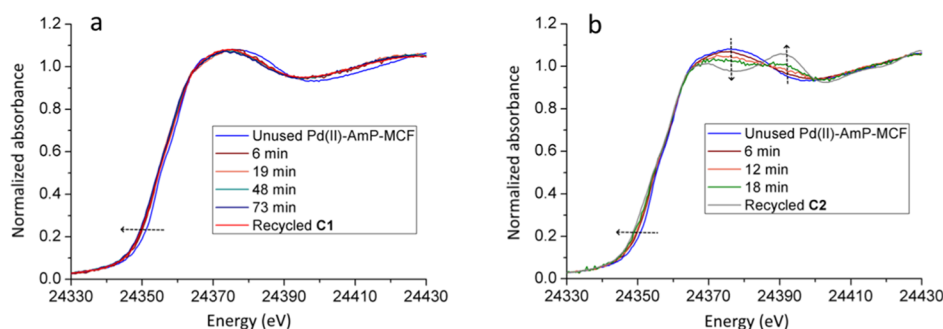 a
Normalized absorbance
1.2
1.0
0.8
0.6
0.4
0.2
0.0
Unused Pd(II)-AmP-MCF
6 min
19 min
48 min
73 min
Recycled C1
24330 24350 24370 24390 24410 24430
Energy (eV)
b
Normalized absorbance
1.2
1.0
0.8
0.6
0.4
0.2
0.0
Unused Pd(II)-AmP-MCF
6 min
12 min
18 min
Recycled C2
24330 24350 24370 24390 24410 24430
Energy (eV)